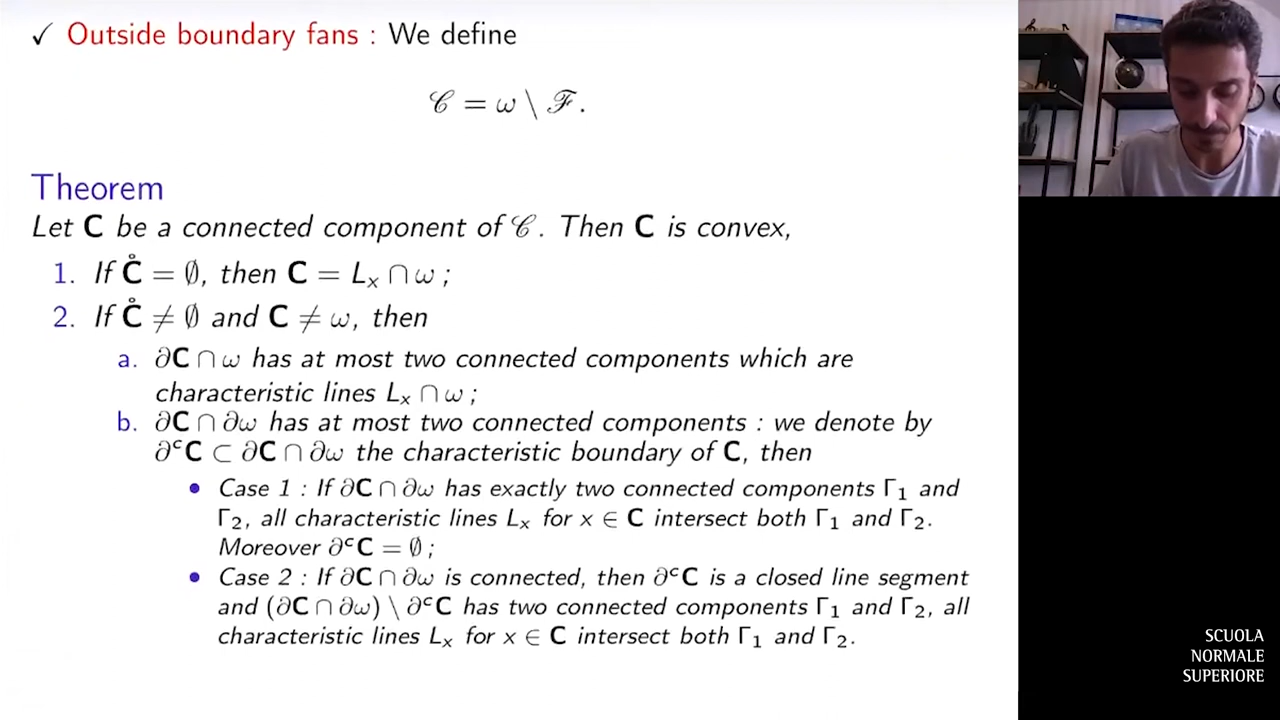 ✓ Outside boundary fans : We define
𝒞 = ω \ ℱ.
Theorem
Let C be a connected component of 𝒞. Then C is convex,
1. If C̊ = ∅, then C = Lₓ ∩ ω ;
2. If C̊ ≠ ∅ and C ≠ ω, then
a. ∂C ∩ ω has at most two connected components which are
characteristic lines Lₓ ∩ ω ;
b. ∂C ∩ ∂ω has at most two connected components : we denote by
∂ᶜC ⊂ ∂C ∩ ∂ω the characteristic boundary of C, then
• Case 1 : If ∂C ∩ ∂ω has exactly two connected components Γ₁ and
Γ₂, all characteristic lines Lₓ for x ∈ C intersect both Γ₁ and Γ₂.
Moreover ∂ᶜC = ∅ ;
• Case 2 : If ∂C ∩ ∂ω is connected, then ∂ᶜC is a closed line segment
and (∂C ∩ ∂ω) \ ∂ᶜC has two connected components Γ₁ and Γ₂, all
characteristic lines Lₓ for x ∈ C intersect both Γ₁ and Γ₂.
SCUOLA
NORMALE
SUPERIORE